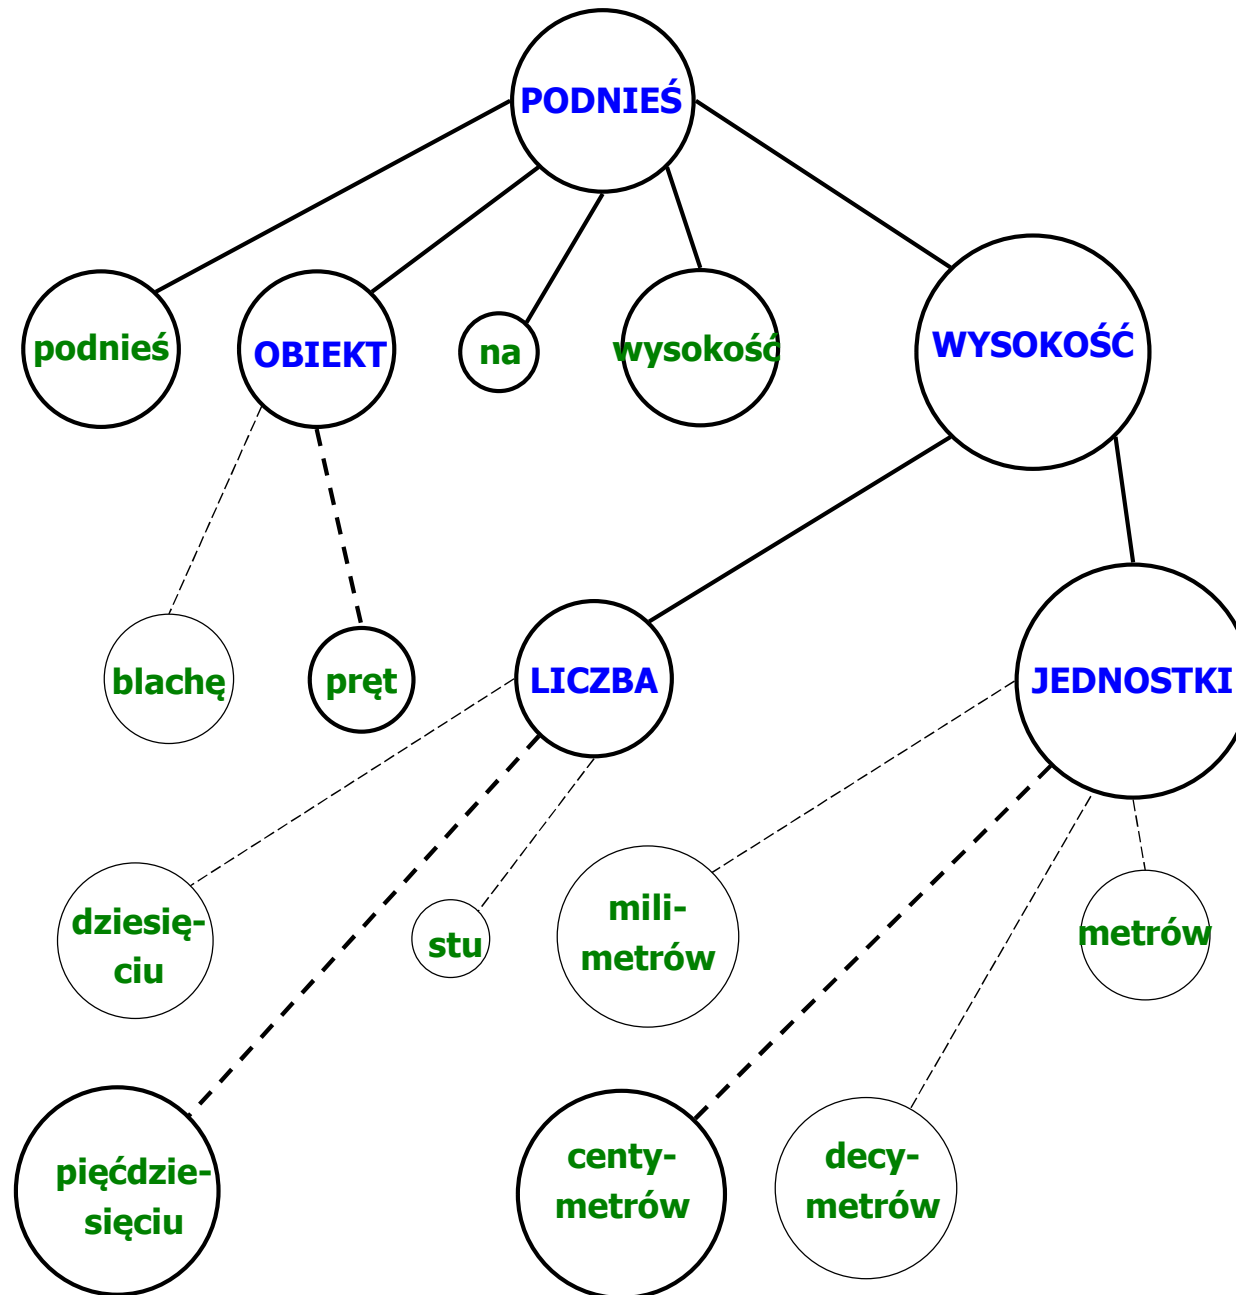 PODNIEŚ
podnieś
OBIEKT
na
wysokość
WYSOKOŚĆ
blachę
pręt
LICZBA
JEDNOSTKI
dziesię-
ciu
stu
mili-
metrów
metrów
pięćdzie-
sięciu
centy-
metrów
decy-
metrów